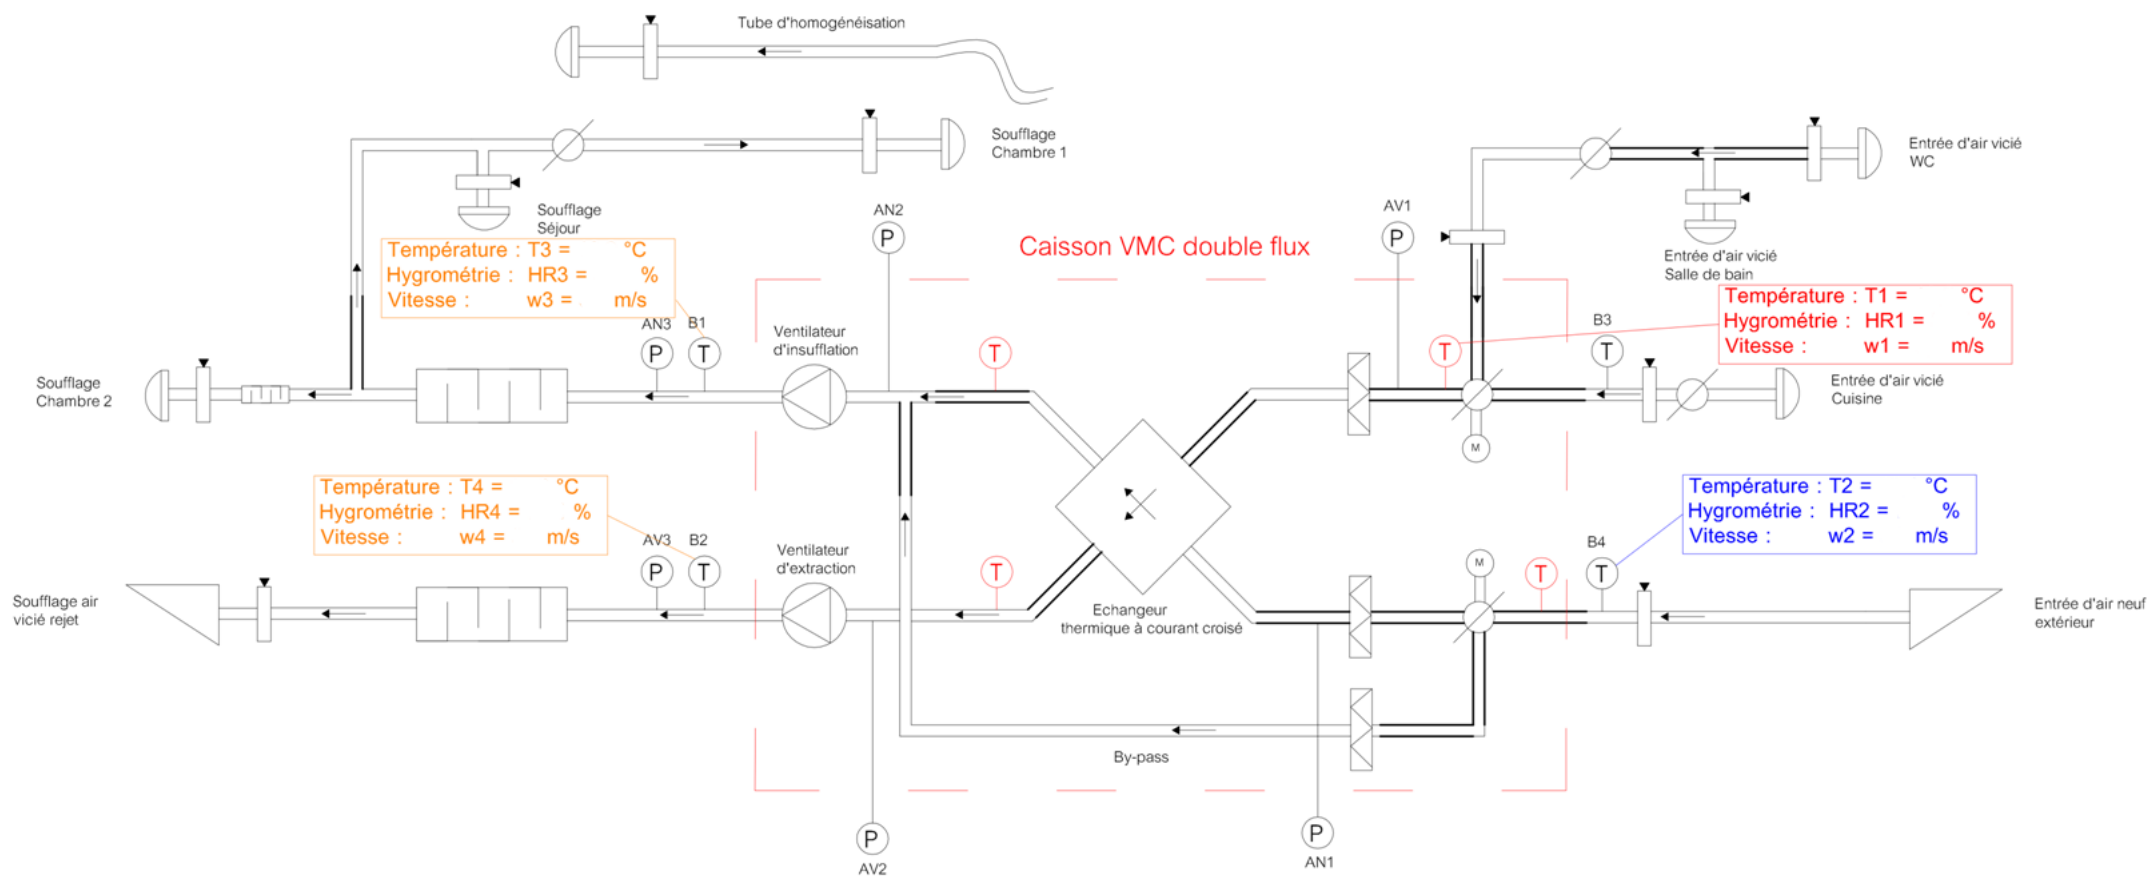 Tube d'homogénéisation
Soufflage
Chambre 1
Entrée d'air vicié
WC
Soufflage
Séjour
AN2
P
AV1
P
Caisson VMC double flux
Entrée d'air vicié
Salle de bain
Température : T3 = °C
Hygrométrie : HR3 = %
Vitesse : w3 = m/s
Température : T1 = °C
Hygrométrie : HR1 = %
Vitesse : w1 = m/s
AN3
P
B1
T
Ventilateur
d'insufflation
T
T
B3
T
Soufflage
Chambre 2
Entrée d'air vicié
Cuisine
M
Température : T4 = °C
Hygrométrie : HR4 = %
Vitesse : w4 = m/s
Température : T2 = °C
Hygrométrie : HR2 = %
Vitesse : w2 = m/s
AV3
P
B2
T
Ventilateur
d'extraction
T
M
T
B4
T
Soufflage air
vicié rejet
Echangeur
thermique à courant croisé
Entrée d'air neuf
extérieur
By-pass
P
AV2
P
AN1